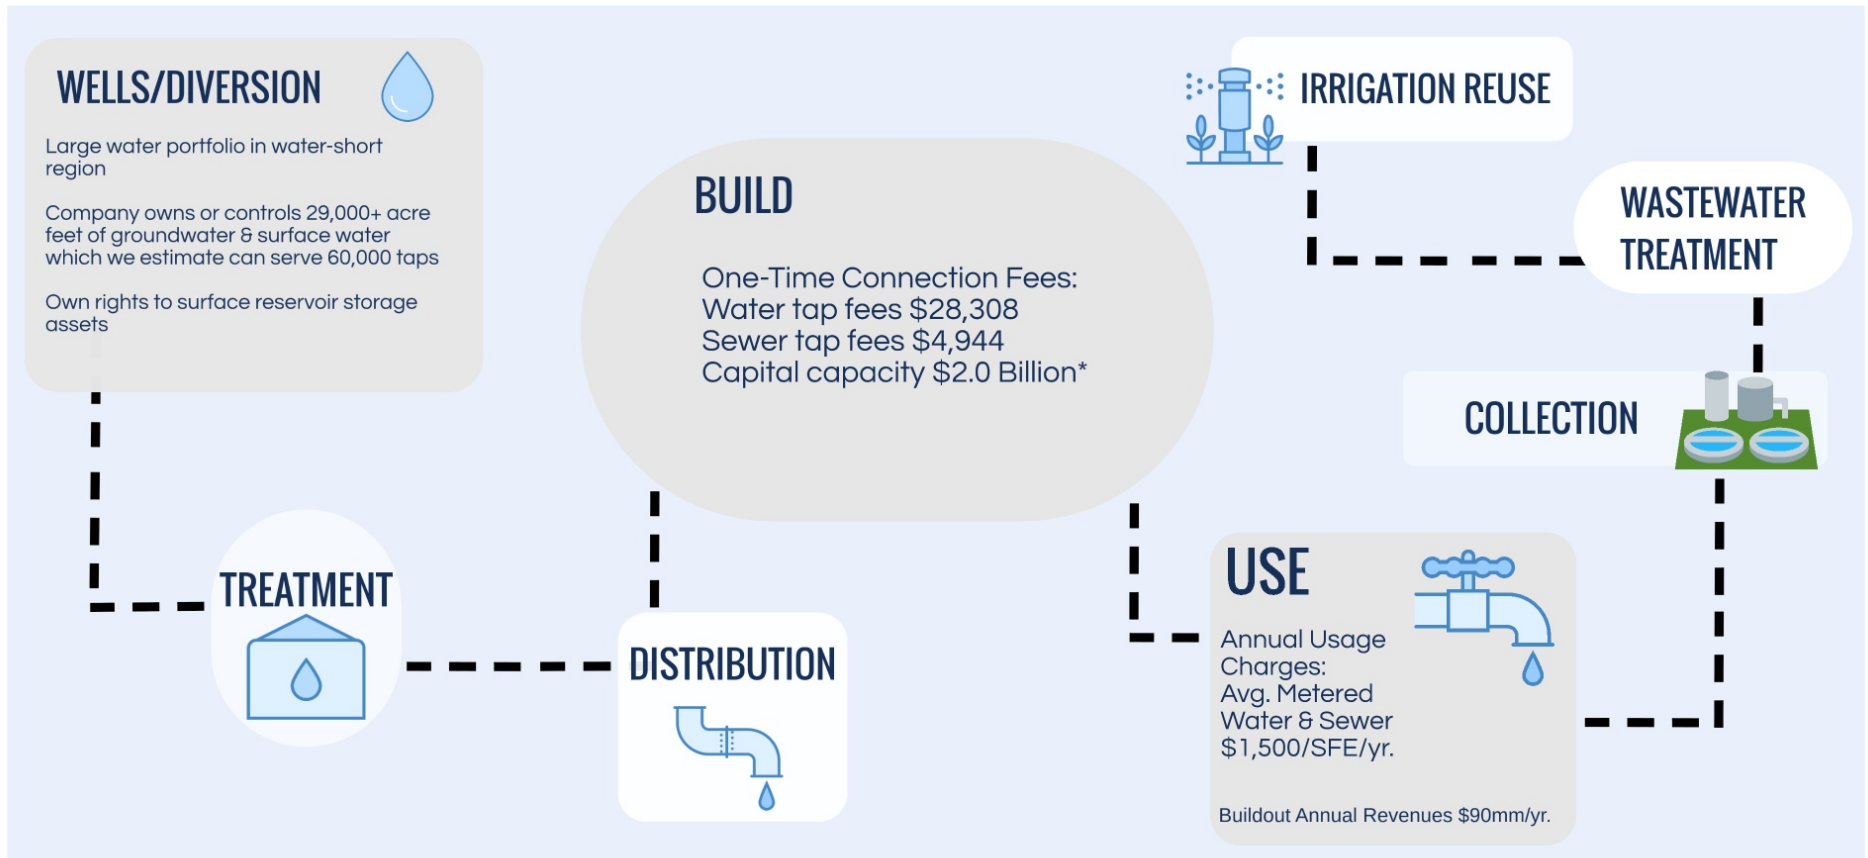 WELLS/DIVERSION
Large water portfolio in water-short
region
Company owns or controls 29,000+ acre
feet of groundwater & surface water
which we estimate can serve 60,000 taps
Own rights to surface reservoir storage
assets
TREATMENT
DISTRIBUTION
BUILD
One-Time Connection Fees:
Water tap fees $28,308
Sewer tap fees $4,944
Capital capacity $2.0 Billion*
USE
Annual Usage
Charges:
Avg. Metered
Water & Sewer
$1,500/SFE/yr.
Buildout Annual Revenues $90mm/yr.
COLLECTION
WASTEWATER
TREATMENT
IRRIGATION REUSE